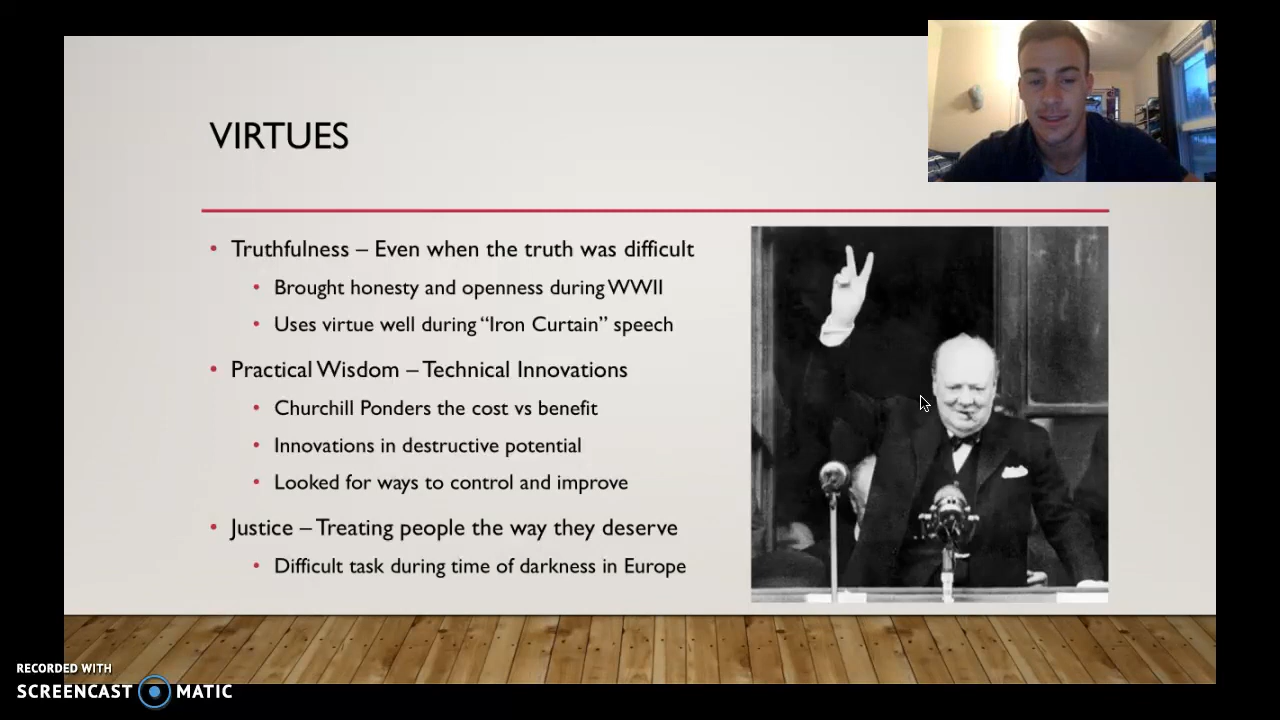 VIRTUES
• Truthfulness – Even when the truth was difficult
• Brought honesty and openness during WWII
• Uses virtue well during “Iron Curtain” speech
• Practical Wisdom – Technical Innovations
• Churchill Ponders the cost vs benefit
• Innovations in destructive potential
• Looked for ways to control and improve
• Justice – Treating people the way they deserve
• Difficult task during time of darkness in Europe
RECORDED WITH
SCREENCAST MATIC